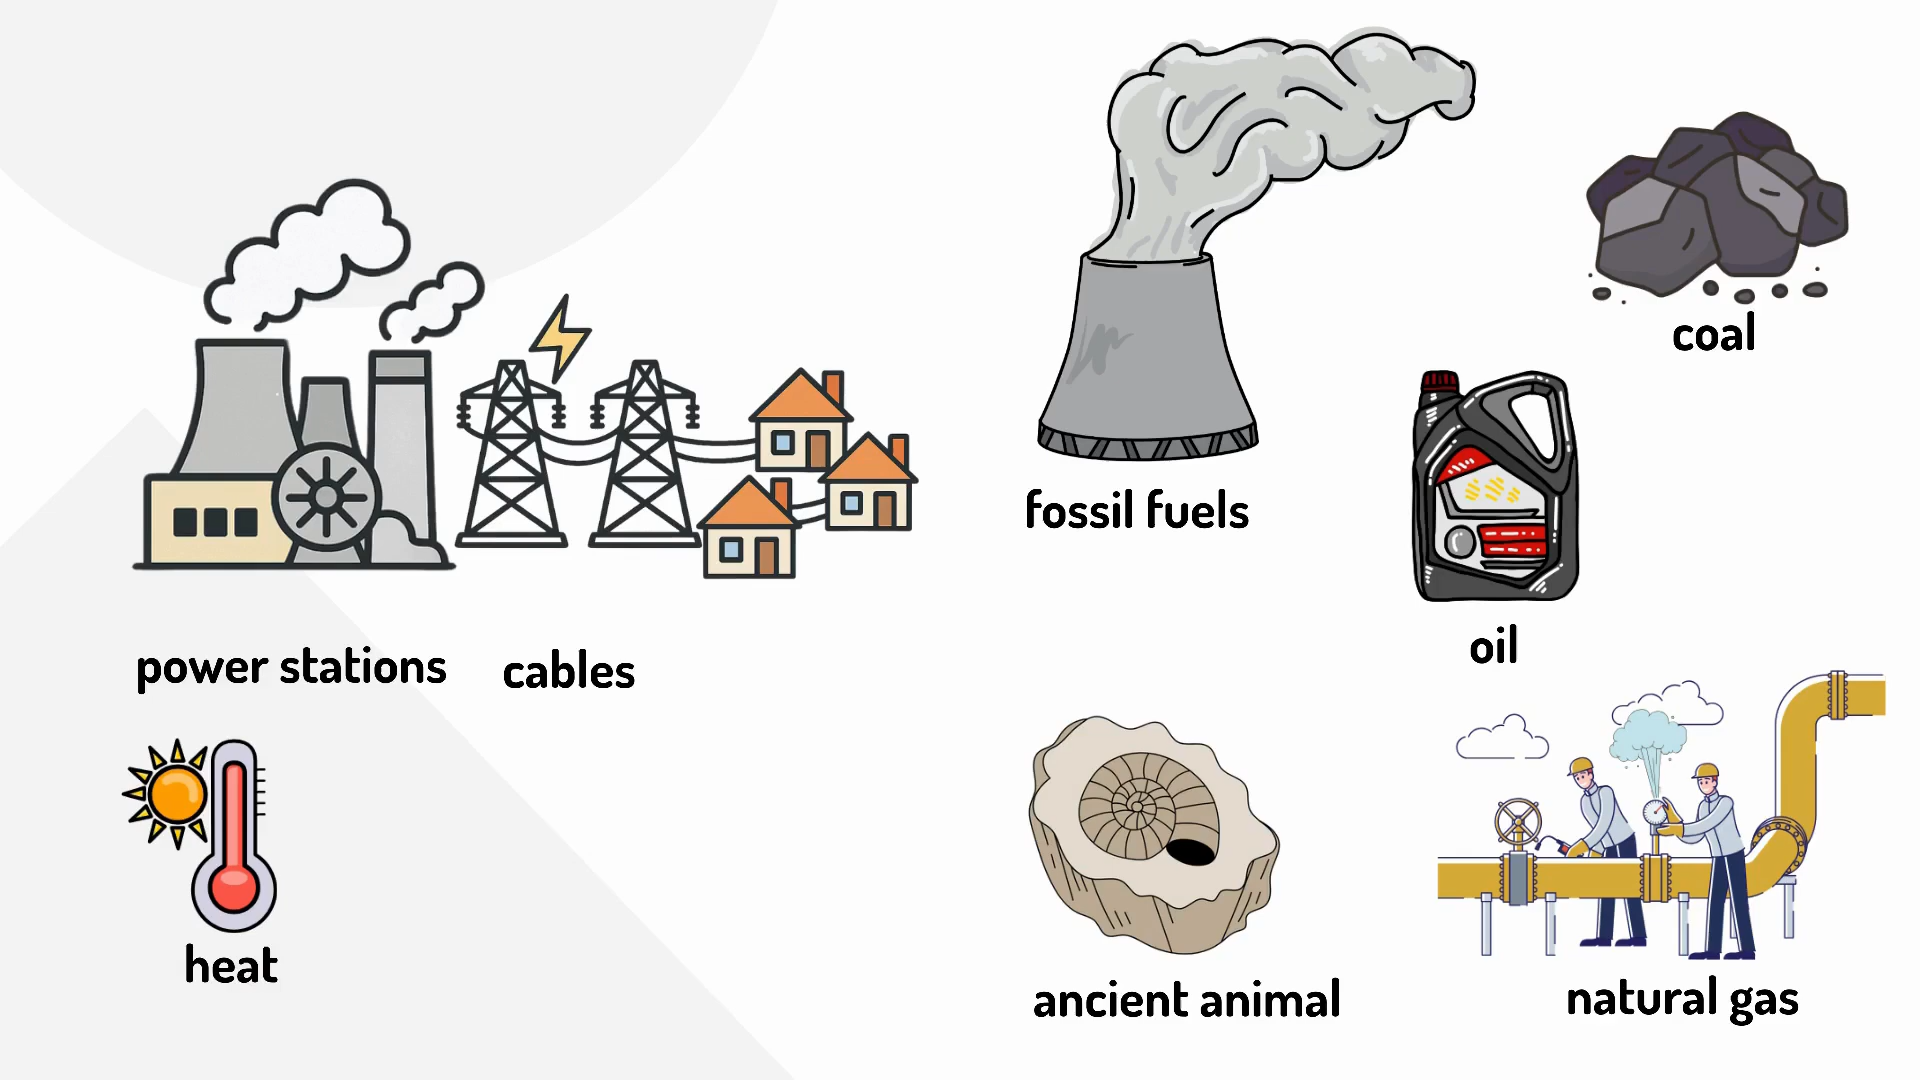 power stations
cables
heat
fossil fuels
coal
oil
ancient animal
natural gas